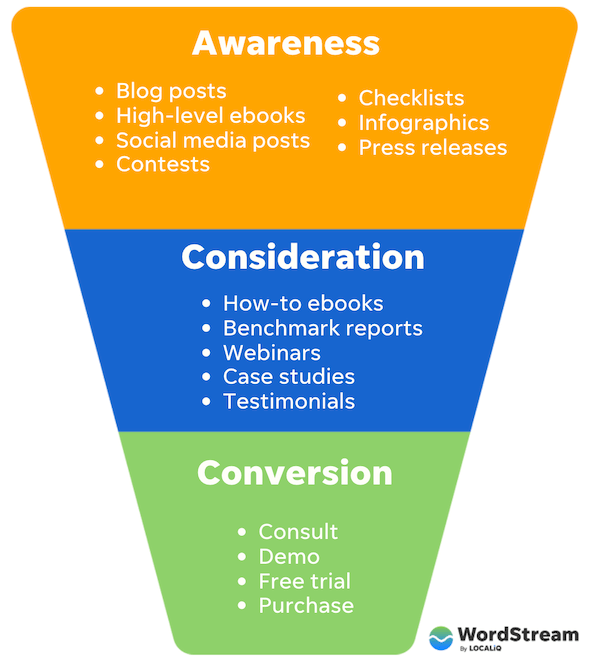 Awareness
• Blog posts
• High-level ebooks
• Social media posts
• Contests
• Checklists
• Infographics
• Press releases
Consideration
• How-to ebooks
• Benchmark reports
• Webinars
• Case studies
• Testimonials
Conversion
• Consult
• Demo
• Free trial
• Purchase
WordStream
By LOCALiQ